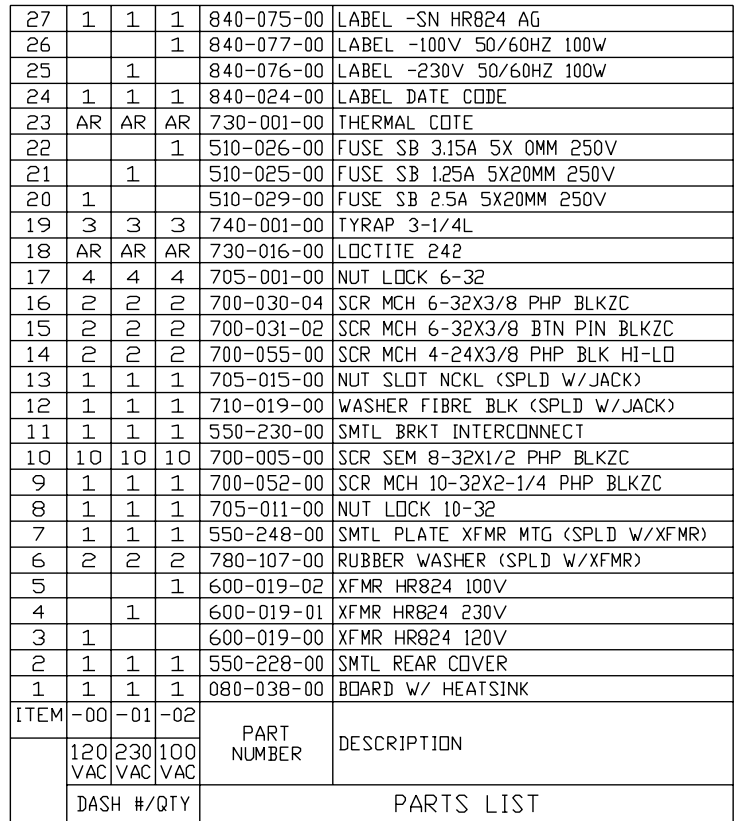 27 1 1 1 840-075-00 LABEL -SN HR824 AG
26 1 840-077-00 LABEL -100V 50/60HZ 100W
25 1 840-076-00 LABEL -230V 50/60HZ 100W
24 1 1 1 840-024-00 LABEL DATE CODE
23 AR AR AR 730-001-00 THERMAL COTE
22 1 510-026-00 FUSE SB 3.15A 5X 0MM 250V
21 1 510-025-00 FUSE SB 1.25A 5X20MM 250V
20 1 510-029-00 FUSE SB 2.5A 5X20MM 250V
19 3 3 3 740-001-00 TYRAP 3-1/4L
18 AR AR AR 730-016-00 LOCTITE 242
17 4 4 4 705-001-00 NUT LOCK 6-32
16 2 2 2 700-030-04 SCR MCH 6-32X3/8 PHP BLKZC
15 2 2 2 700-031-02 SCR MCH 6-32X3/8 BTN PIN BLKZC
14 2 2 2 700-055-00 SCR MCH 4-24X3/8 PHP BLK HI-LO
13 1 1 1 705-015-00 NUT SLOT NCKL (SPLD W/JACK)
12 1 1 1 710-019-00 WASHER FIBRE BLK (SPLD W/JACK)
11 1 1 1 550-230-00 SMTL BRKT INTERCONNECT
10 10 10 10 700-005-00 SCR SEM 8-32X1/2 PHP BLKZC
9 1 1 1 700-052-00 SCR MCH 10-32X2-1/4 PHP BLKZC
8 1 1 1 705-011-00 NUT LOCK 10-32
7 1 1 1 550-248-00 SMTL PLATE XFMR MTG (SPLD W/XFMR)
6 2 2 2 780-107-00 RUBBER WASHER (SPLD W/XFMR)
5 1 600-019-02 XFMR HR824 100V
4 1 600-019-01 XFMR HR824 230V
3 1 600-019-00 XFMR HR824 120V
2 1 1 1 550-228-00 SMTL REAR COVER
1 1 1 1 080-038-00 BOARD W/ HEATSINK
ITEM -00 -01 -02
PART
NUMBER
DESCRIPTION
120 230 100
VAC VAC VAC
DASH #/QTY PARTS LIST